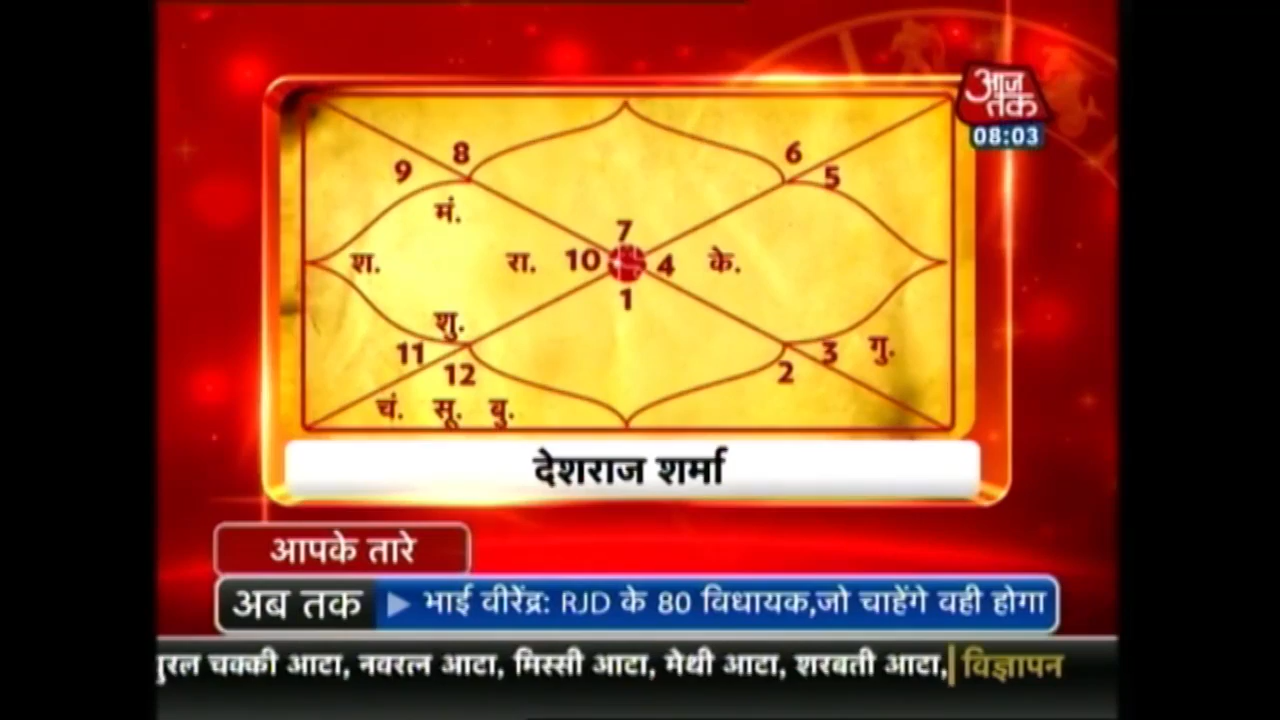 आज
तक
08:03
8
6
9
5
मं.
7
श.
रा.
10
4
के.
1
शु.
11
3
गु.
12
2
चं. सू. बु.
देशराज शर्मा
आपके तारे
अब तक
भाई वीरेंद्र: RJD के 80 विधायक,जो चाहेंगे वही होगा
चक्की आटा, नवरत्न आटा, मिस्सी आटा, मेथी आटा, शरबती आटा,
विज्ञापन